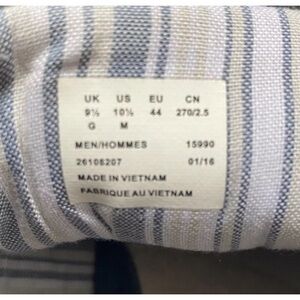 UK US EU CN
9½ 10½ 44 270/2.5
G M
MEN/HOMMES 15990
26108207 01/16
MADE IN VIETNAM
FABRIQUE AU VIETNAM